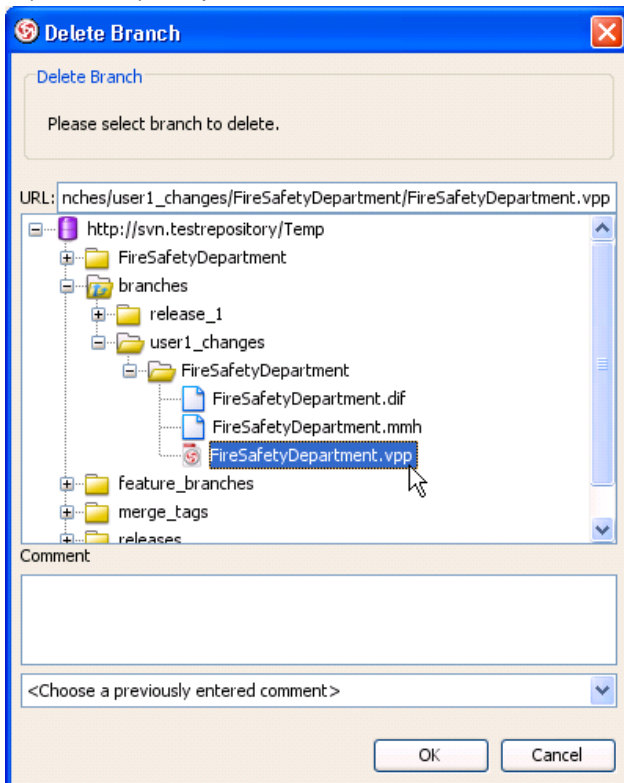 Delete Branch
Delete Branch
Please select branch to delete.
URL: nches/user1_changes/FireSafetyDepartment/FireSafetyDepartment.vpp
http://svn.testrepository/Temp
FireSafetyDepartment
branches
release_1
user1_changes
FireSafetyDepartment
FireSafetyDepartment.dif
FireSafetyDepartment.mmh
FireSafetyDepartment.vpp
feature_branches
merge_tags
releases
Comment
<Choose a previously entered comment>
OK Cancel